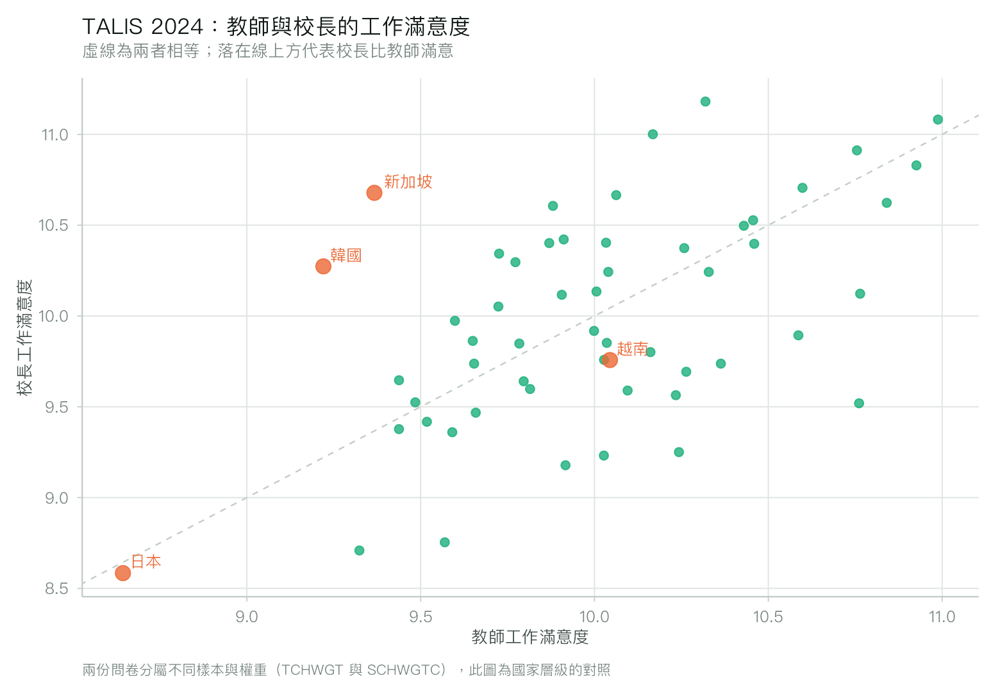 TALIS 2024：教師與校長的工作滿意度
虛線為兩者相等；落在線上方代表校長比教師滿意
校長工作滿意度
11.0
10.5
10.0
9.5
9.0
8.5
新加坡
韓國
越南
日本
9.0
9.5
10.0
10.5
11.0
教師工作滿意度
兩份問卷分屬不同樣本與權重（TCHWGT 與 SCHWGTC），此圖為國家層級的對照